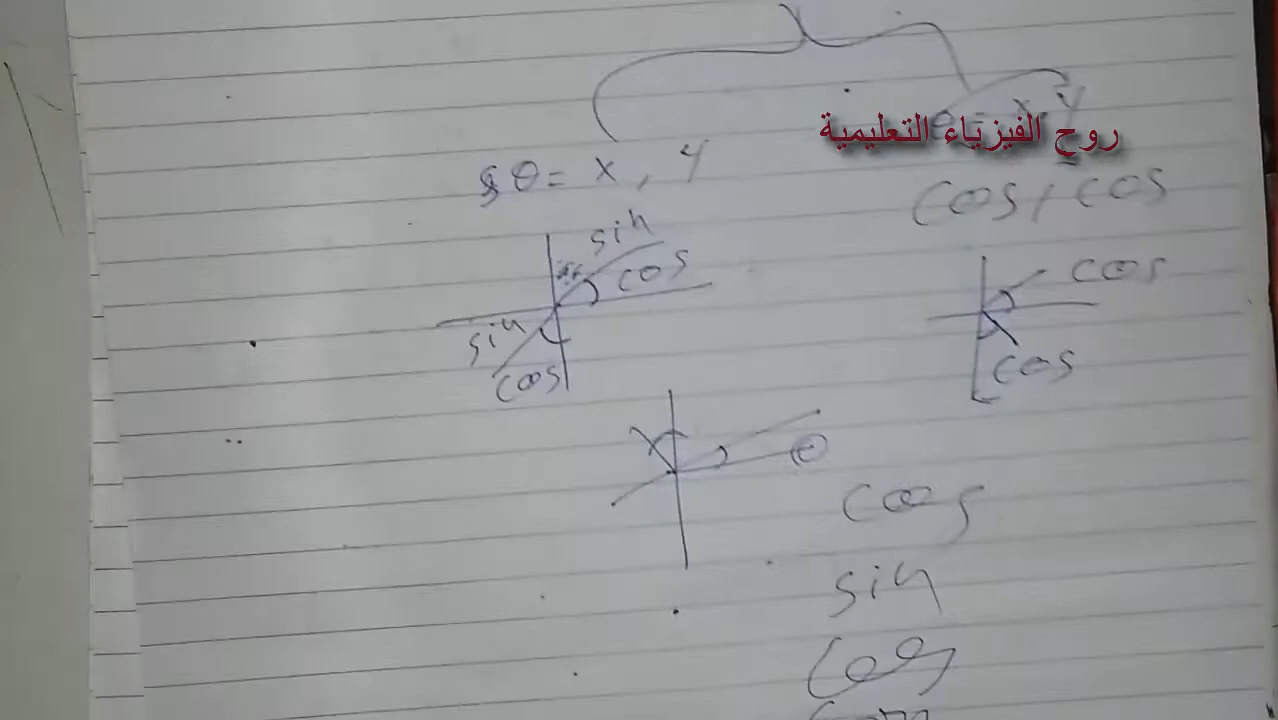 روح الفيزياء التعليمية
θ = x, y
θ = x, y
cos, cos
sin
cos
sin
cos
cos
cos
θ
cos
sin
cos